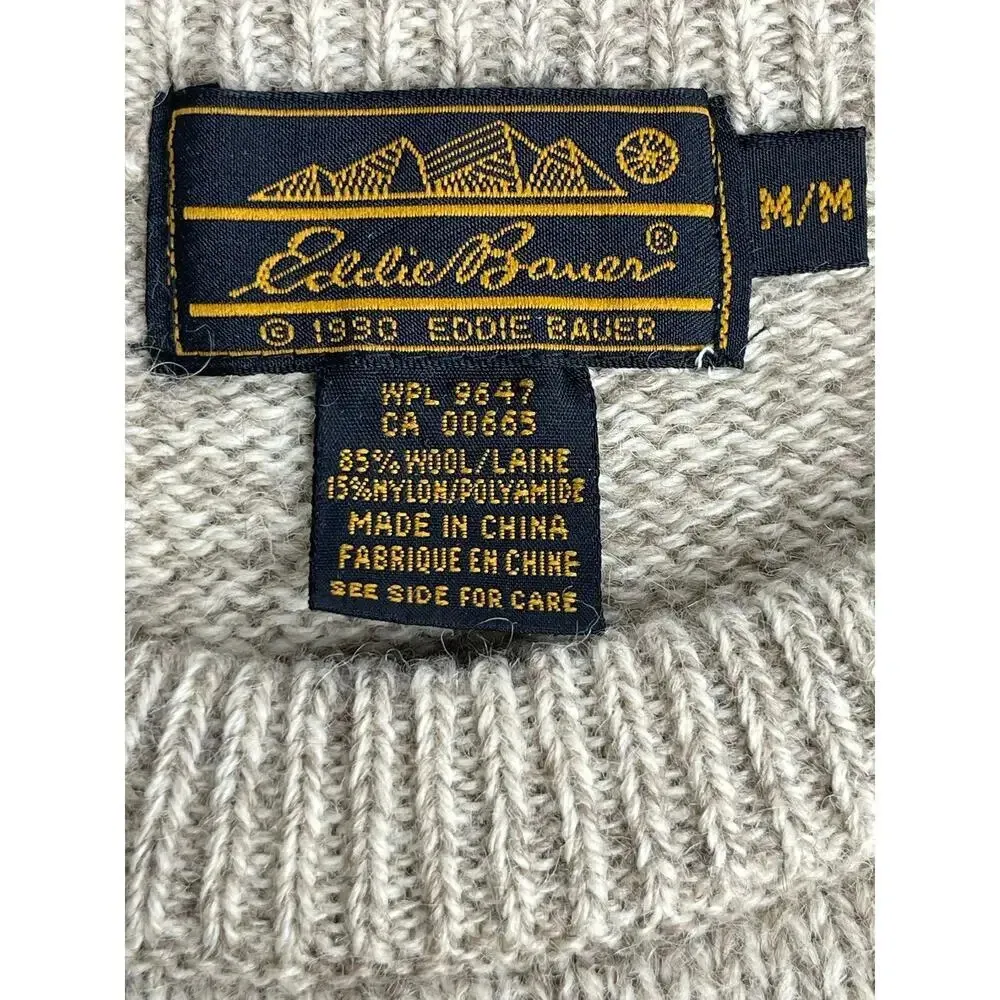 Eddie Bauer®
© 1980 EDDIE BAUER
M/M
WPL 9647
CA 00665
85% WOOL/LAINE
15% NYLON/POLYAMIDE
MADE IN CHINA
FABRIQUE EN CHINE
SEE SIDE FOR CARE